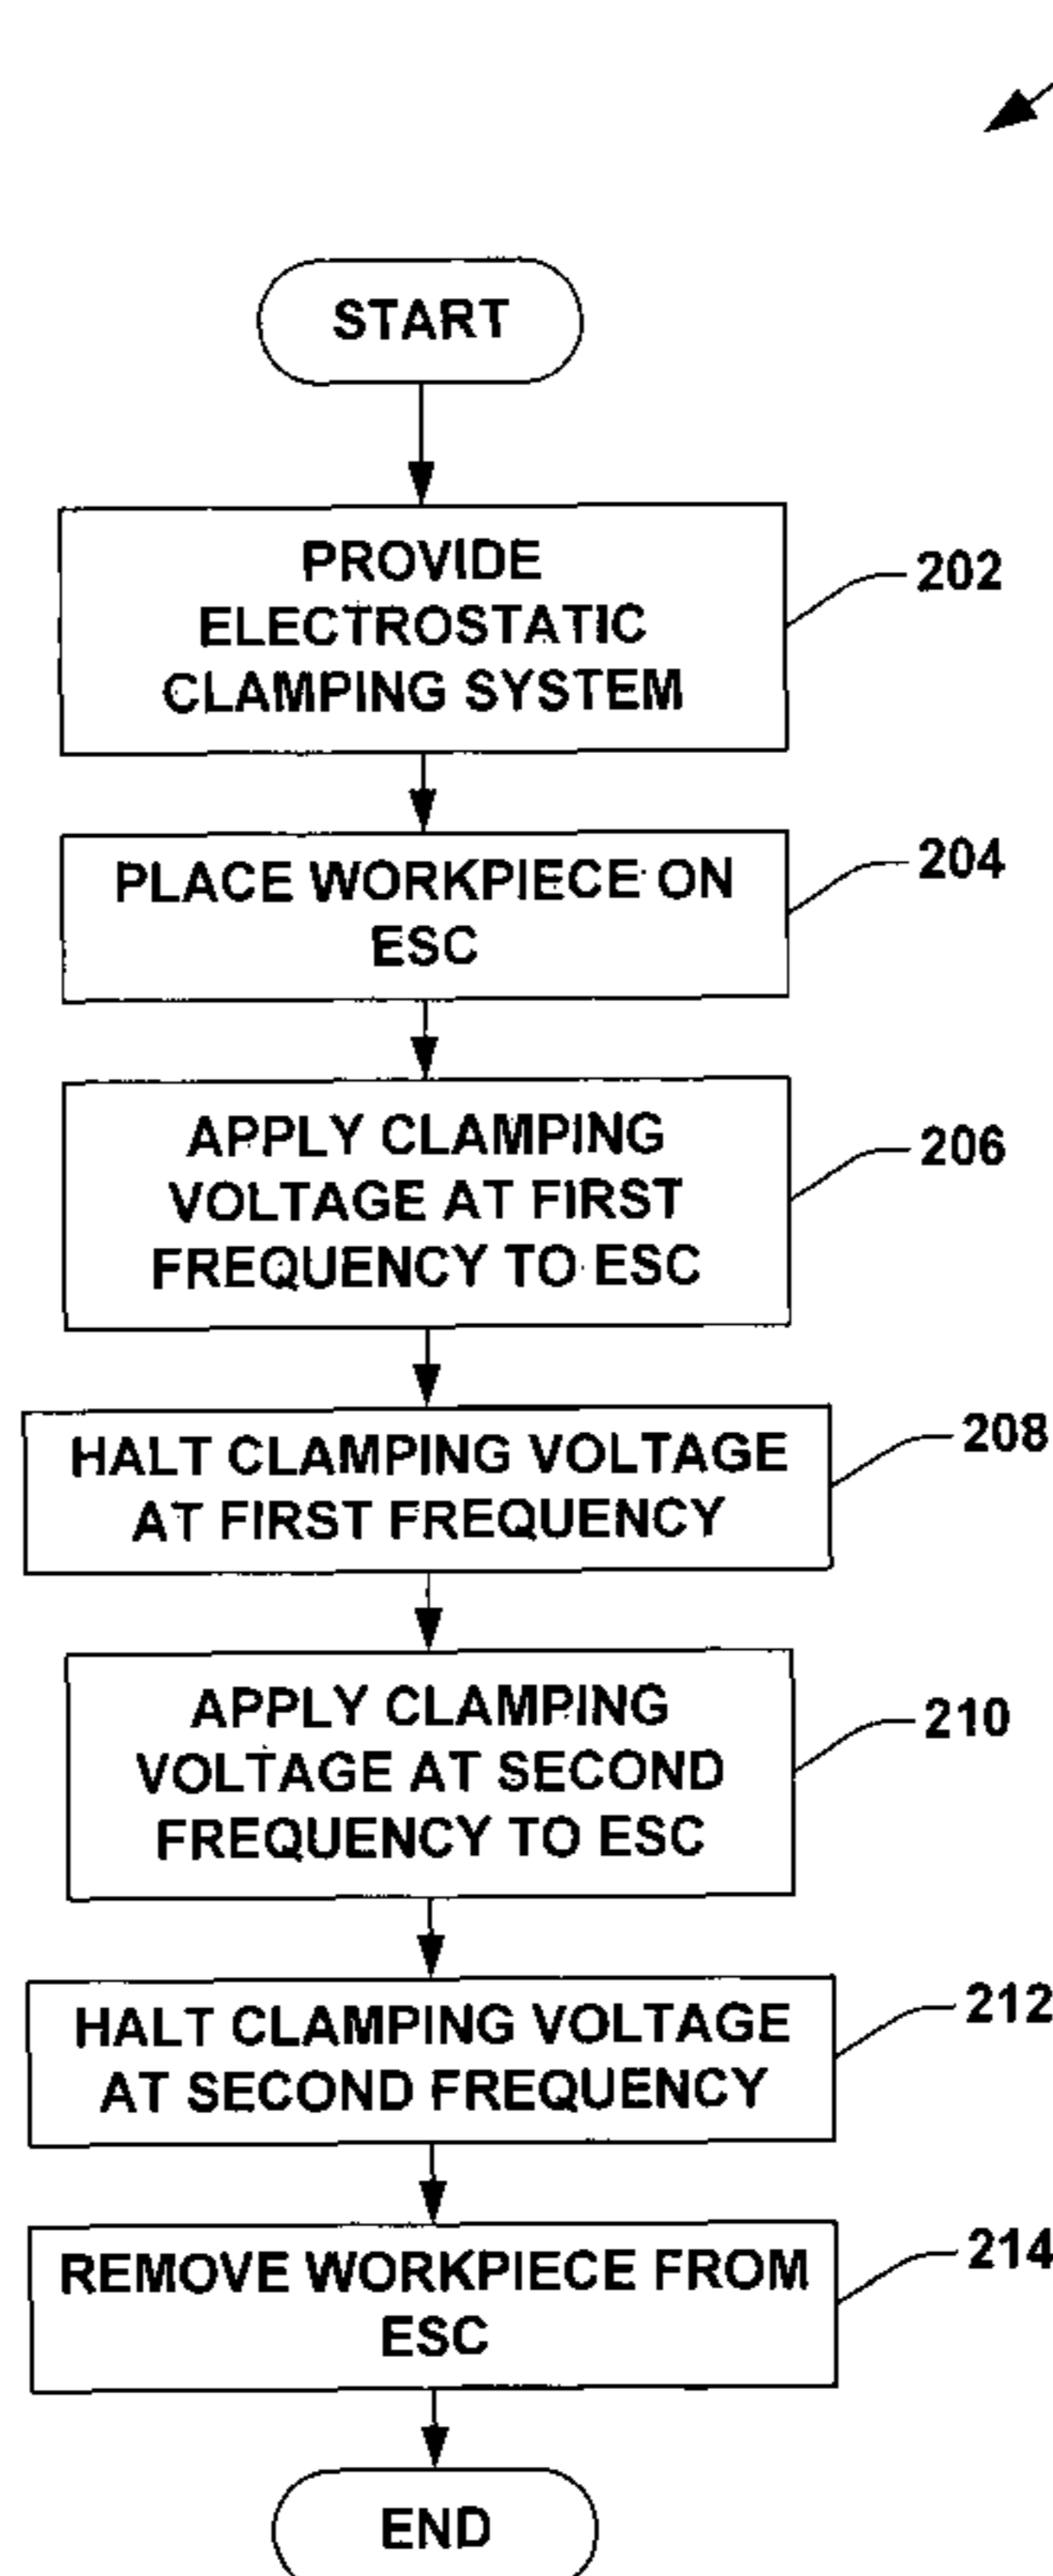 START
PROVIDE
ELECTROSTATIC
CLAMPING SYSTEM
202
PLACE WORKPIECE ON
ESC
204
APPLY CLAMPING
VOLTAGE AT FIRST
FREQUENCY TO ESC
206
HALT CLAMPING VOLTAGE
AT FIRST FREQUENCY
208
APPLY CLAMPING
VOLTAGE AT SECOND
FREQUENCY TO ESC
210
HALT CLAMPING VOLTAGE
AT SECOND FREQUENCY
212
REMOVE WORKPIECE FROM
ESC
214
END